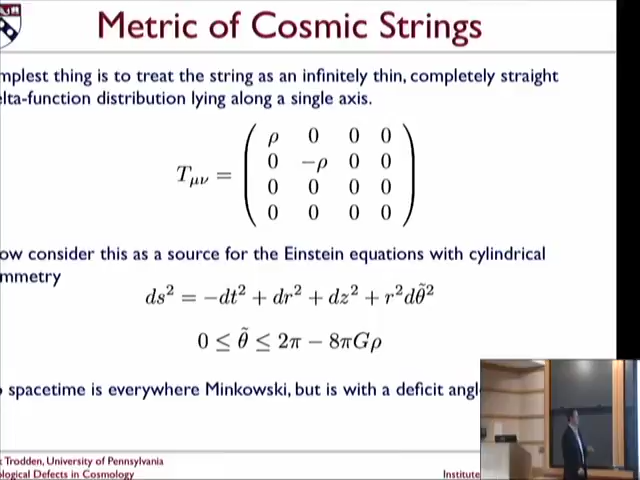 Metric of Cosmic Strings
mplest thing is to treat the string as an infinitely thin, completely straight
elta-function distribution lying along a single axis.
T_{μν} = ( ρ 0 0 0
0 −ρ 0 0
0 0 0 0
0 0 0 0 )
ow consider this as a source for the Einstein equations with cylindrical
mmetry
ds² = −dt² + dr² + dz² + r²dθ̃²
0 ≤ θ̃ ≤ 2π − 8πGρ
spacetime is everywhere Minkowski, but is with a deficit angl
Trodden, University of Pennsylvania
ological Defects in Cosmology
Institute